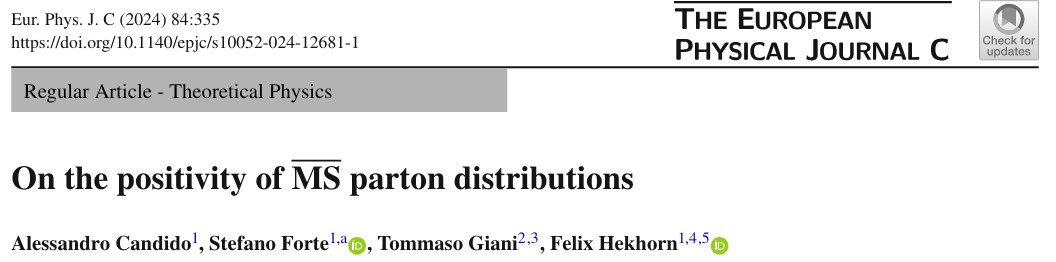 Eur. Phys. J. C (2024) 84:335
https://doi.org/10.1140/epjc/s10052-024-12681-1
THE EUROPEAN
PHYSICAL JOURNAL C
Check for
updates
Regular Article - Theoretical Physics
On the positivity of M̅S̅ parton distributions
Alessandro Candido1, Stefano Forte1,a iD, Tommaso Giani2,3, Felix Hekhorn1,4,5 iD